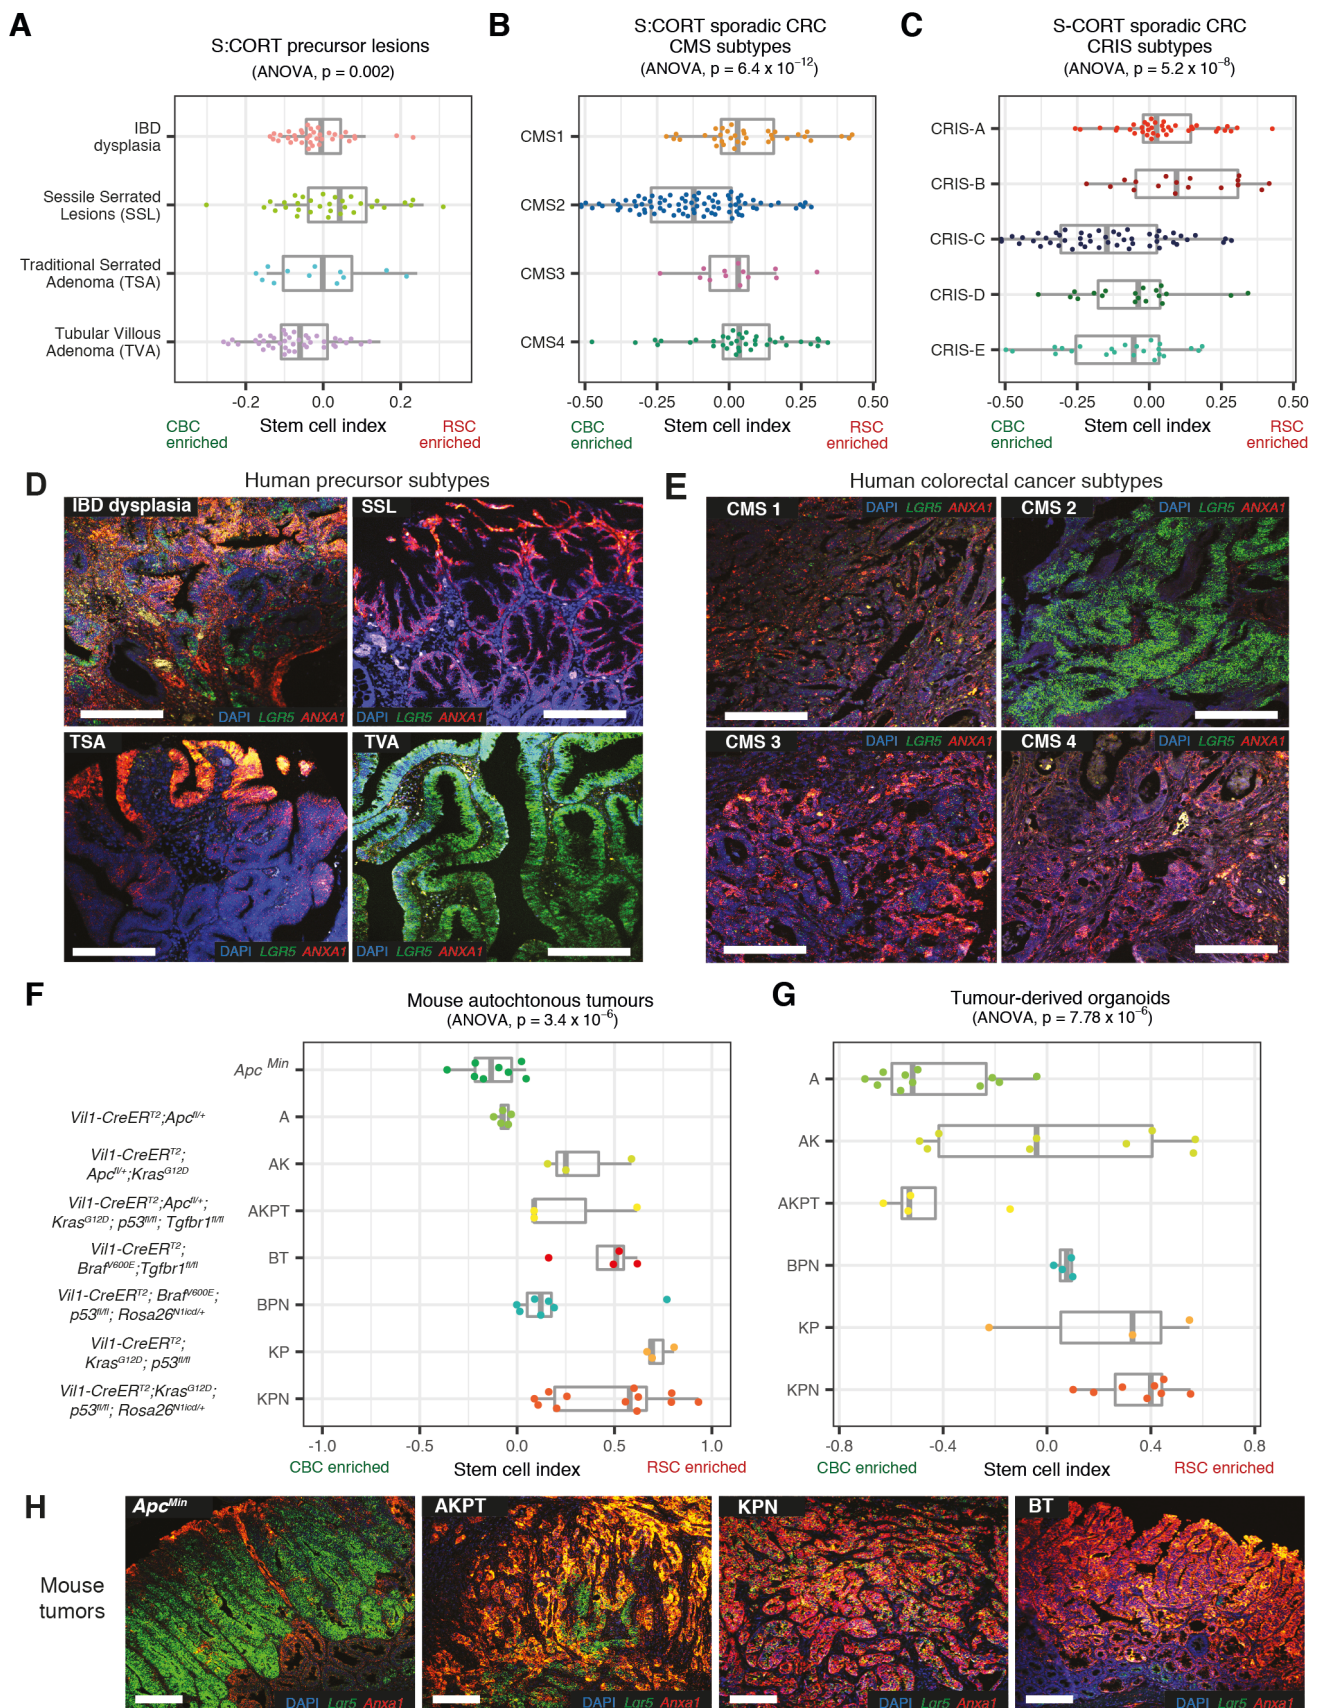 A
S:CORT precursor lesions
(ANOVA, p = 0.002)
IBD
dysplasia
Sessile Serrated
Lesions (SSL)
Traditional Serrated
Adenoma (TSA)
Tubular Villous
Adenoma (TVA)
-0.2
0.0
0.2
CBC
enriched
Stem cell index
RSC
enriched
B
S:CORT sporadic CRC
CMS subtypes
(ANOVA, p = 6.4 x 10⁻¹²)
CMS1
CMS2
CMS3
CMS4
-0.50
-0.25
0.00
0.25
0.50
CBC
enriched
Stem cell index
RSC
enriched
C
S-CORT sporadic CRC
CRIS subtypes
(ANOVA, p = 5.2 x 10⁻⁸)
CRIS-A
CRIS-B
CRIS-C
CRIS-D
CRIS-E
-0.50
-0.25
0.00
0.25
0.50
CBC
enriched
Stem cell index
RSC
enriched
D
Human precursor subtypes
IBD dysplasia
DAPI LGR5 ANXA1
SSL
DAPI LGR5 ANXA1
TSA
DAPI LGR5 ANXA1
TVA
DAPI LGR5 ANXA1
E
Human colorectal cancer subtypes
CMS 1
DAPI LGR5 ANXA1
CMS 2
DAPI LGR5 ANXA1
CMS 3
DAPI LGR5 ANXA1
CMS 4
DAPI LGR5 ANXA1
F
Mouse autochtonous tumours
(ANOVA, p = 3.4 x 10⁻⁶)
Apc Min
Vil1-CreERT2;Apcfl/+
A
Vil1-CreERT2;
Apcfl/+;KrasG12D
AK
Vil1-CreERT2;Apcfl/+;
KrasG12D; p53fl/fl; Tgfbr1fl/fl
AKPT
Vil1-CreERT2;
BrafV600E;Tgfbr1fl/fl
BT
Vil1-CreERT2; BrafV600E;
p53fl/fl; Rosa26N1icd/+
BPN
Vil1-CreERT2;
KrasG12D; p53fl/fl
KP
Vil1-CreERT2;KrasG12D;
p53fl/fl; Rosa26N1icd/+
KPN
-1.0
-0.5
0.0
0.5
1.0
CBC enriched
Stem cell index
RSC enriched
G
Tumour-derived organoids
(ANOVA, p = 7.78 x 10⁻⁶)
A
AK
AKPT
BPN
KP
KPN
-0.8
-0.4
0.0
0.4
0.8
CBC enriched
Stem cell index
RSC enriched
H
Mouse
tumors
ApcMin
DAPI Lgr5 Anxa1
AKPT
DAPI Lgr5 Anxa1
KPN
DAPI Lgr5 Anxa1
BT
DAPI Lgr5 Anxa1